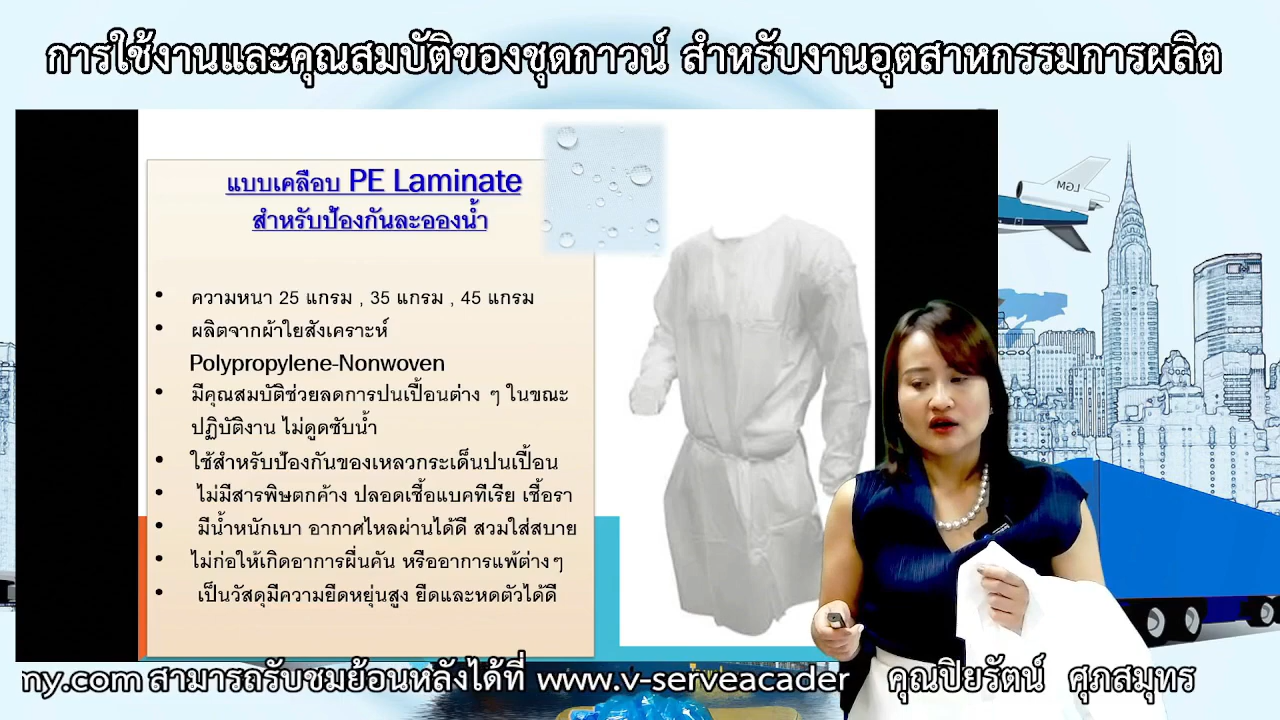 การใช้งานและคุณสมบัติของชุดกาวน์ สำหรับงานอุตสาหกรรมการผลิต
แบบเคลือบ PE Laminate
สำหรับป้องกันละอองน้ำ
• ความหนา 25 แกรม , 35 แกรม , 45 แกรม
• ผลิตจากผ้าใยสังเคราะห์
Polypropylene-Nonwoven
• มีคุณสมบัติช่วยลดการปนเปื้อนต่าง ๆ ในขณะ
ปฏิบัติงาน ไม่ดูดซับน้ำ
• ใช้สำหรับป้องกันของเหลวกระเด็นปนเปื้อน
• ไม่มีสารพิษตกค้าง ปลอดเชื้อแบคทีเรีย เชื้อรา
• มีน้ำหนักเบา อากาศไหลผ่านได้ดี สวมใส่สบาย
• ไม่ก่อให้เกิดอาการผื่นคัน หรืออาการแพ้ต่างๆ
• เป็นวัสดุมีความยืดหยุ่นสูง ยืดและหดตัวได้ดี
LGM
ny.com สามารถรับชมย้อนหลังได้ที่ www.v-serveacader
คุณปิยรัตน์ ศุภสมุทร